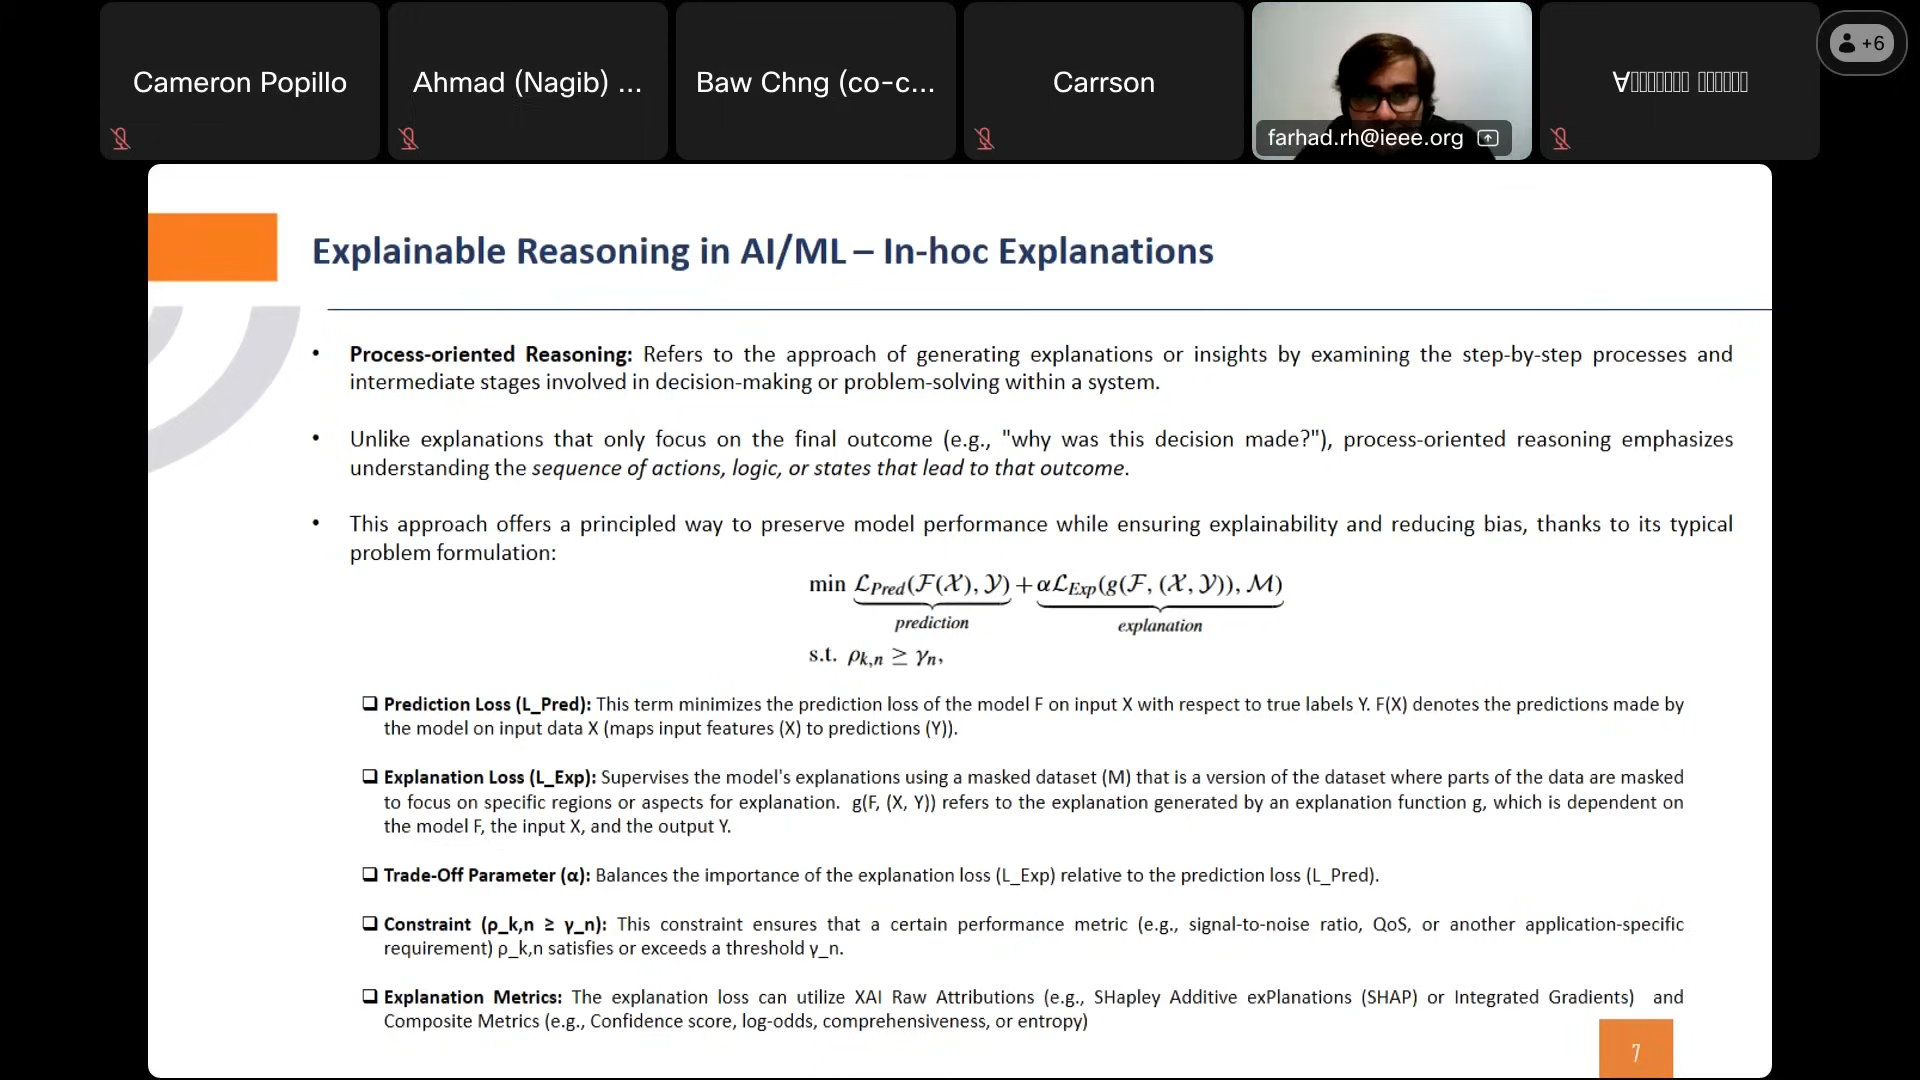 Cameron Popillo
Ahmad (Nagib) ...
Baw Chng (co-c...
Carrson
farhad.rh@ieee.org
+6
Explainable Reasoning in AI/ML – In-hoc Explanations
• Process-oriented Reasoning: Refers to the approach of generating explanations or insights by examining the step-by-step processes and
intermediate stages involved in decision-making or problem-solving within a system.
• Unlike explanations that only focus on the final outcome (e.g., "why was this decision made?"), process-oriented reasoning emphasizes
understanding the sequence of actions, logic, or states that lead to that outcome.
• This approach offers a principled way to preserve model performance while ensuring explainability and reducing bias, thanks to its typical
problem formulation:
min ℒ_Pred(ℱ(𝒳), 𝒴) + αℒ_Exp(g(ℱ, (𝒳, 𝒴)), ℳ)
prediction explanation
s.t. ρ_k,n ≥ γ_n,
❑ Prediction Loss (L_Pred): This term minimizes the prediction loss of the model F on input X with respect to true labels Y. F(X) denotes the predictions made by
the model on input data X (maps input features (X) to predictions (Y)).
❑ Explanation Loss (L_Exp): Supervises the model's explanations using a masked dataset (M) that is a version of the dataset where parts of the data are masked
to focus on specific regions or aspects for explanation. g(F, (X, Y)) refers to the explanation generated by an explanation function g, which is dependent on
the model F, the input X, and the output Y.
❑ Trade-Off Parameter (α): Balances the importance of the explanation loss (L_Exp) relative to the prediction loss (L_Pred).
❑ Constraint (ρ_k,n ≥ γ_n): This constraint ensures that a certain performance metric (e.g., signal-to-noise ratio, QoS, or another application-specific
requirement) ρ_k,n satisfies or exceeds a threshold γ_n.
❑ Explanation Metrics: The explanation loss can utilize XAI Raw Attributions (e.g., SHapley Additive exPlanations (SHAP) or Integrated Gradients) and
Composite Metrics (e.g., Confidence score, log-odds, comprehensiveness, or entropy)
7